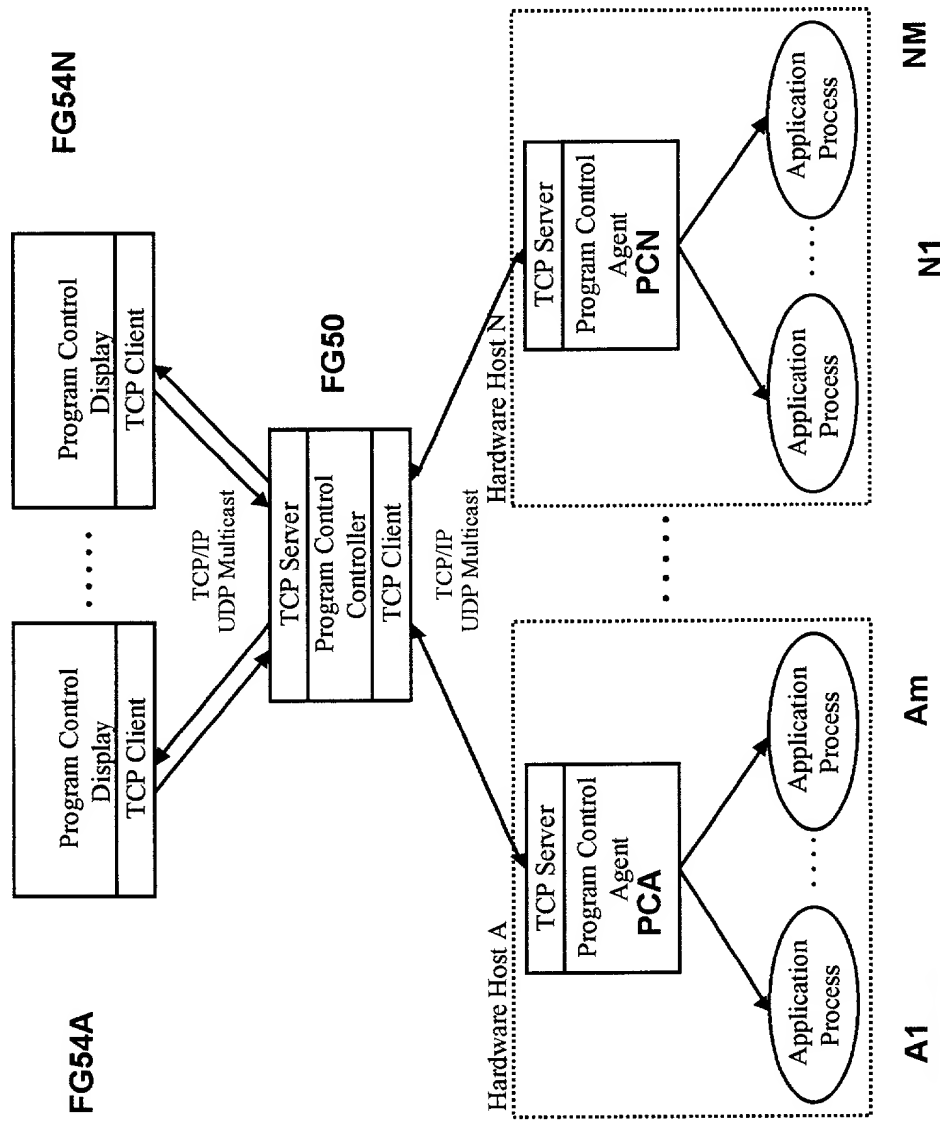 FG54A
FG54N
Program Control
Display
TCP Client
.....
Program Control
Display
TCP Client
TCP/IP
UDP Multicast
FG50
TCP Server
Program Control
Controller
TCP Client
TCP/IP
UDP Multicast
Hardware Host A
TCP Server
Program Control
Agent
PCA
Application
Process
.....
Application
Process
A1
Am
.....
Hardware Host N
TCP Server
Program Control
Agent
PCN
Application
Process
.....
Application
Process
N1
NM